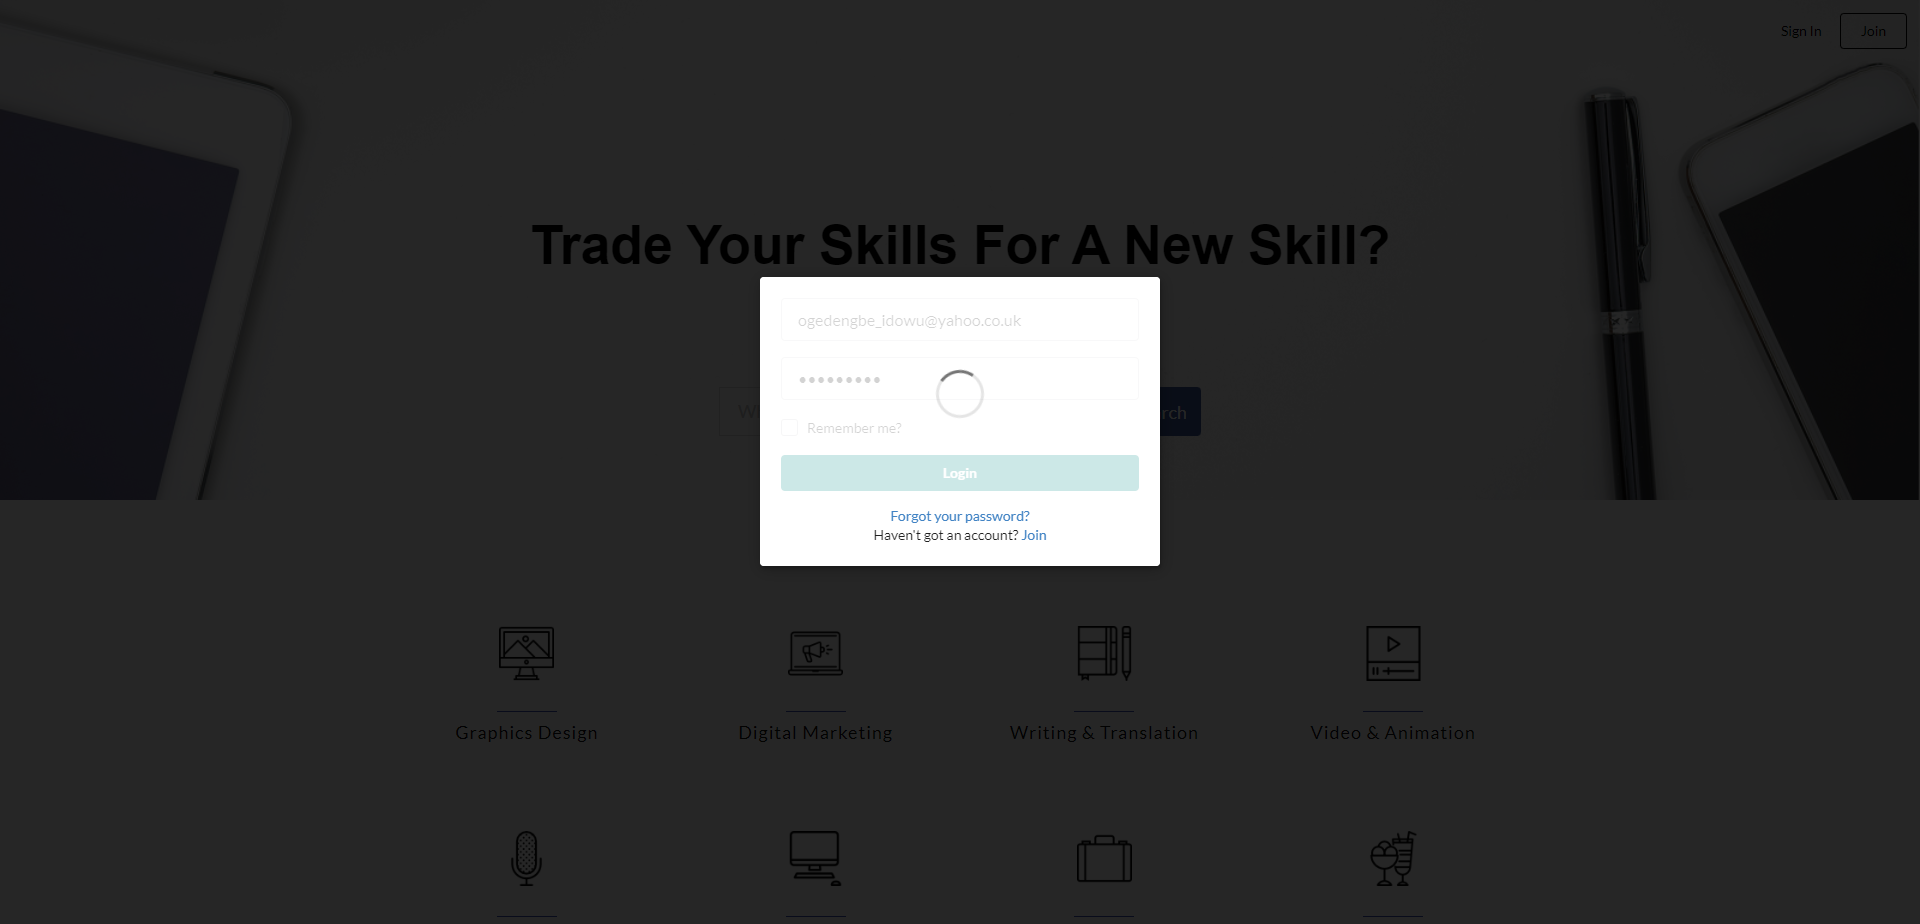 Sign In
Join
Trade Your Skills For A New Skill?
ogedengbe_idowu@yahoo.co.uk
Remember me?
Login
Forgot your password?
Haven't got an account? Join
Graphics Design
Digital Marketing
Writing & Translation
Video & Animation